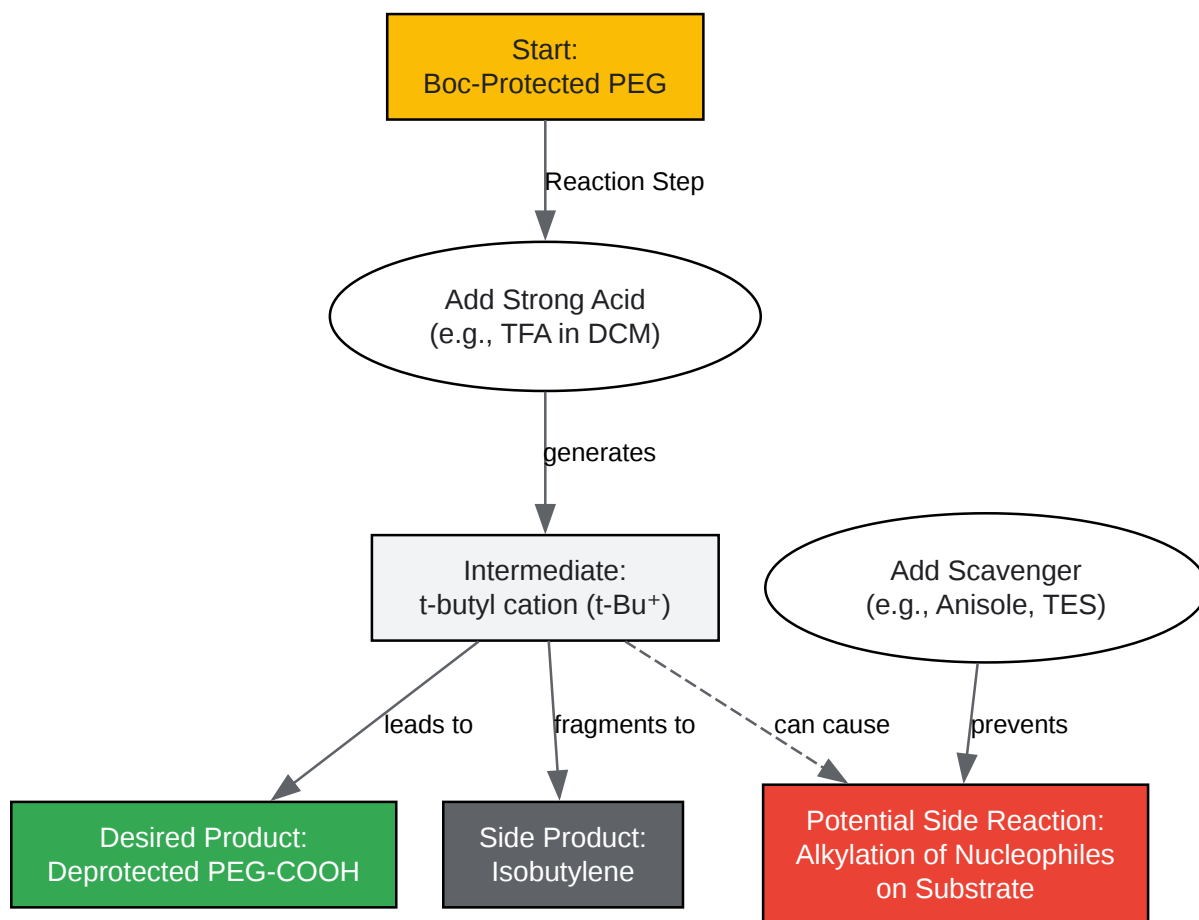 Start:
Boc-Protected PEG
Reaction Step
Add Strong Acid
(e.g., TFA in DCM)
generates
Intermediate:
t-butyl cation (t-Bu⁺)
Add Scavenger
(e.g., Anisole, TES)
leads to
fragments to
can cause
prevents
Desired Product:
Deprotected PEG-COOH
Side Product:
Isobutylene
Potential Side Reaction:
Alkylation of Nucleophiles
on Substrate